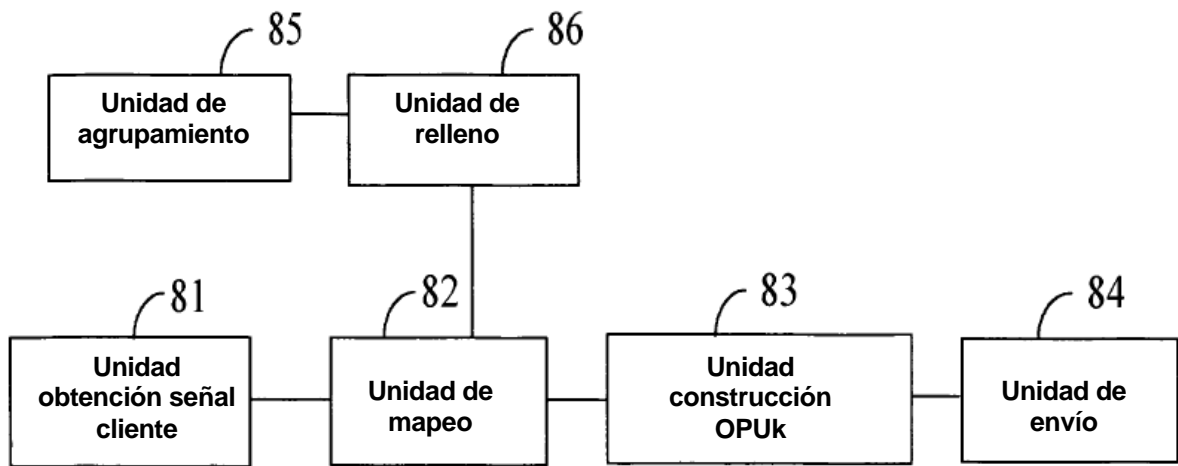 85
86
Unidad de
agrupamiento
Unidad de
relleno
81
82
83
84
Unidad
obtención señal
cliente
Unidad de
mapeo
Unidad
construcción
OPUk
Unidad de
envío